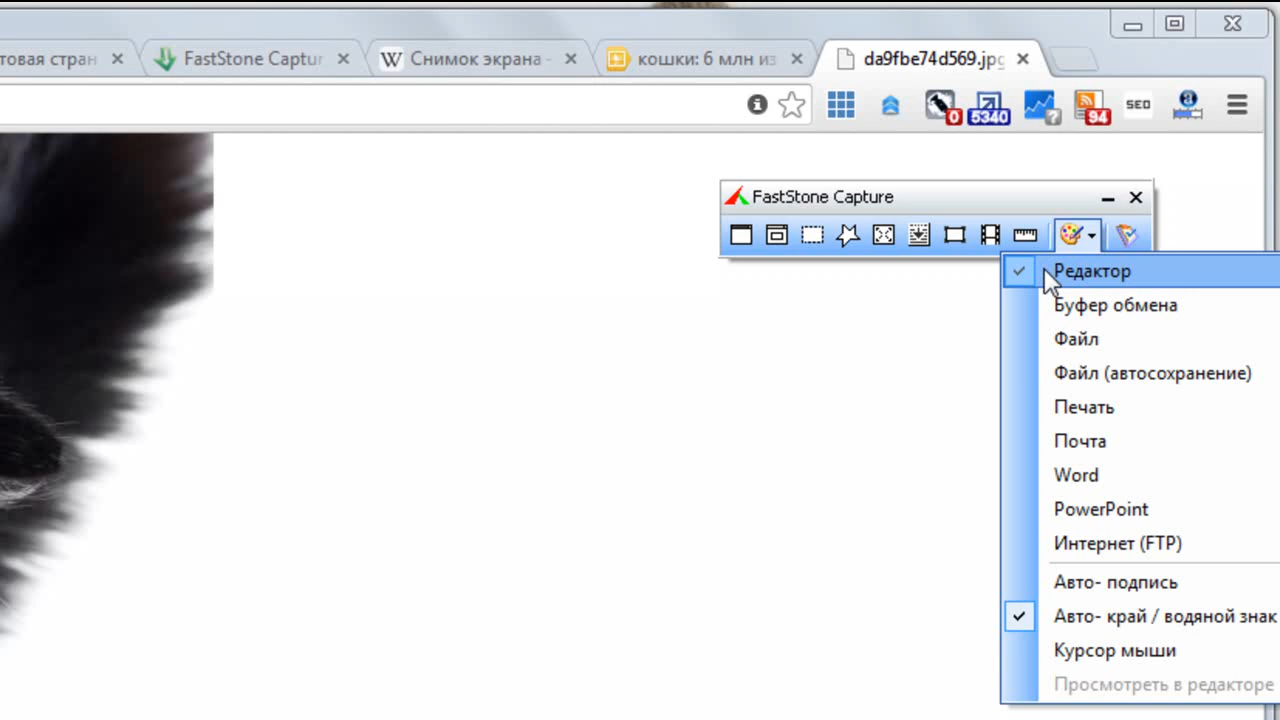 товая стран
FastStone Captur
Снимок экрана -
кошки: 6 млн из
da9fbe74d569.jpg
0
5340
?
94
SEO
FastStone Capture
Редактор
Буфер обмена
Файл
Файл (автосохранение)
Печать
Почта
Word
PowerPoint
Интернет (FTP)
Авто- подпись
Авто- край / водяной знак
Курсор мыши
Просмотреть в редакторе